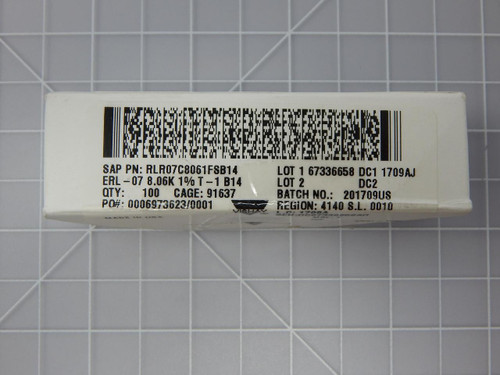 SAP PN: RLR07C8061FSB14 LOT 1 67336658 DC1 1709AJ
ERL-07 8.06K 1% T-1 B14 LOT 2 DC2
QTY: 100 CAGE: 91637 BATCH NO.: 201709US
PO#: 0006973623/0001 REGION: 4140 S.L. 0010